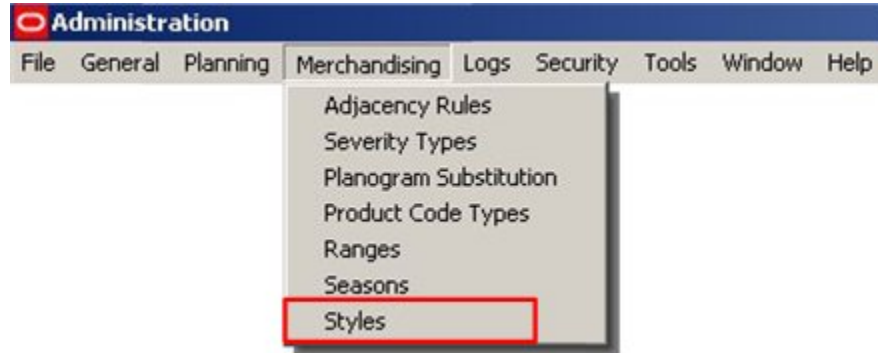 Administration
File General Planning Merchandising Logs Security Tools Window Help
Adjacency Rules
Severity Types
Planogram Substitution
Product Code Types
Ranges
Seasons
Styles